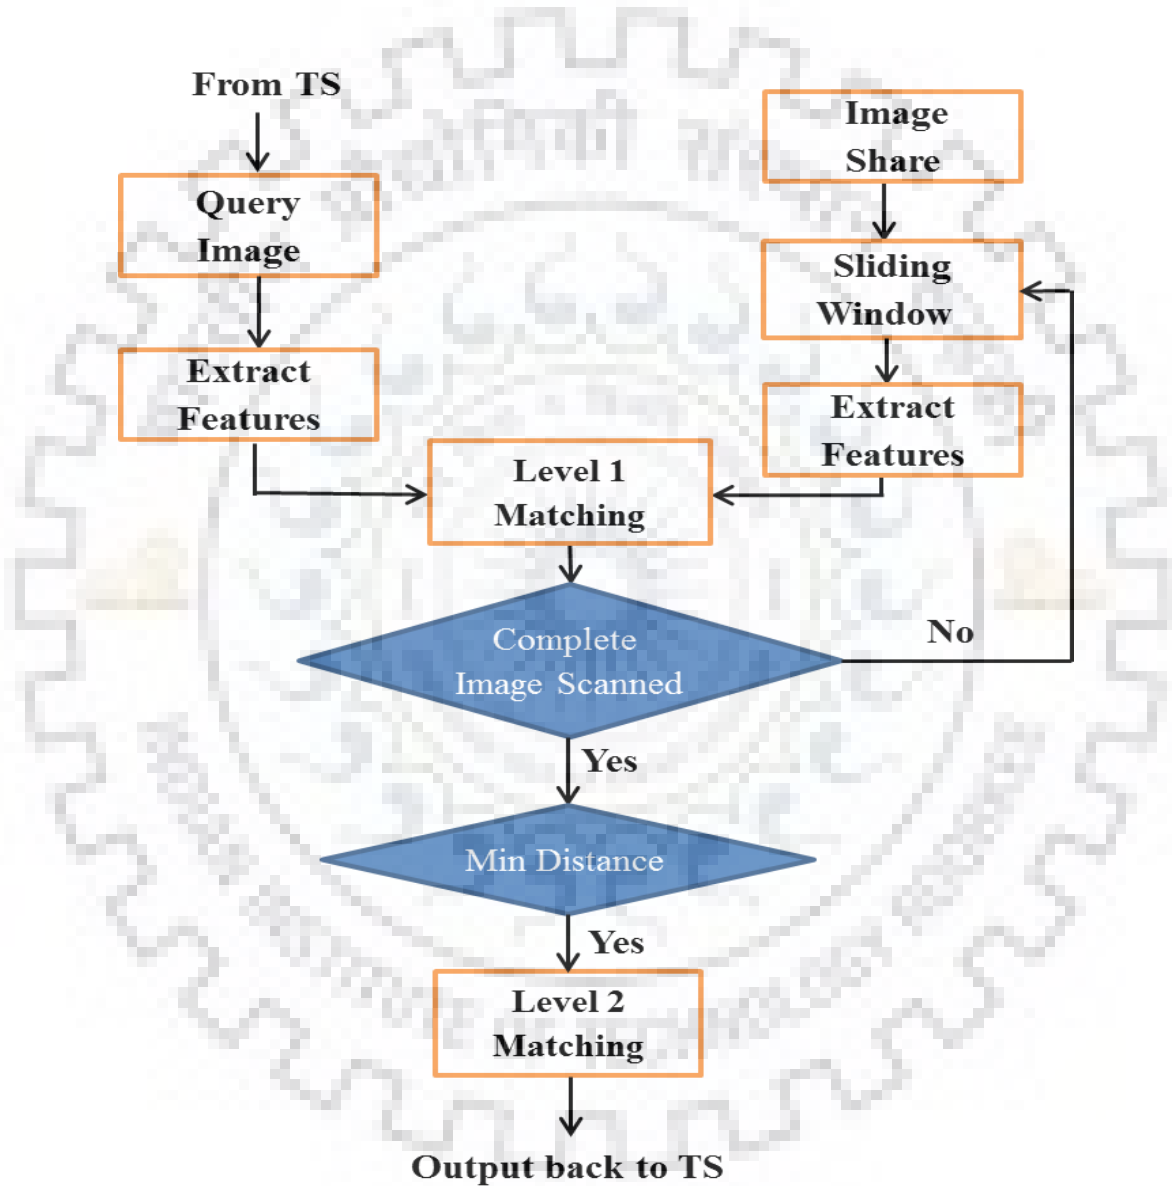 From TS
Query
Image
Extract
Features
Image
Share
Sliding
Window
Extract
Features
Level 1
Matching
Complete
Image Scanned
No
Yes
Min Distance
Yes
Level 2
Matching
Output back to TS